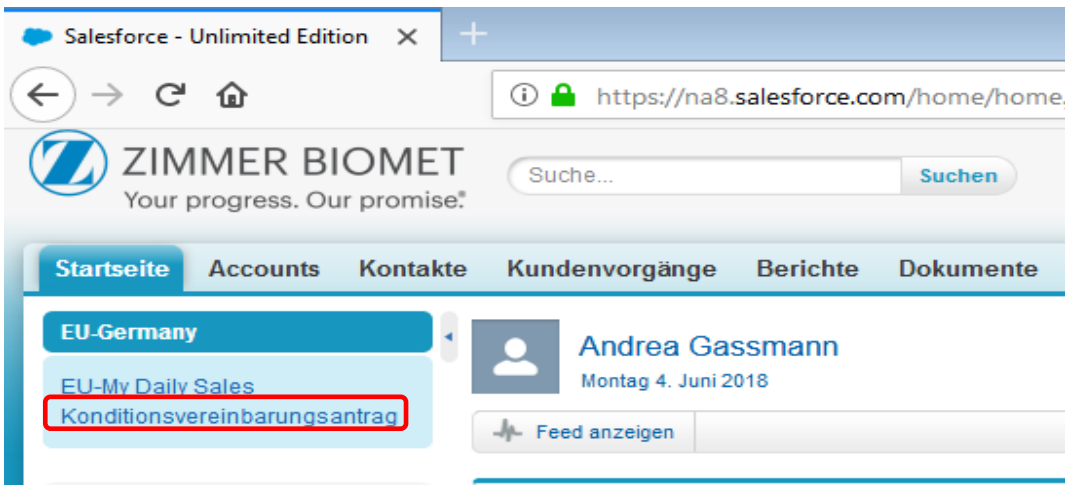 Salesforce - Unlimited Edition
https://na8.salesforce.com/home/home.
ZIMMER BIOMET
Your progress. Our promise.®
Suche...
Suchen
Startseite Accounts Kontakte Kundenvorgänge Berichte Dokumente
EU-Germany
EU-My Daily Sales
Konditionsvereinbarungsantrag
Andrea Gassmann
Montag 4. Juni 2018
Feed anzeigen